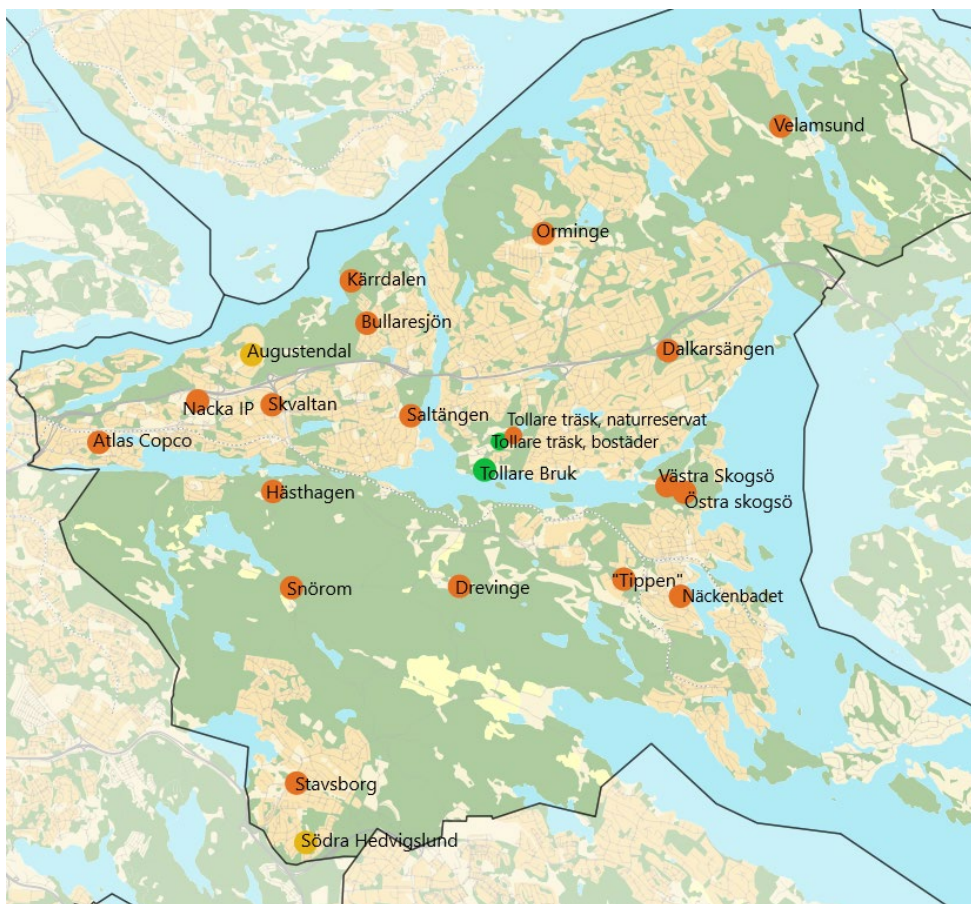 Velamsund
Orminge
Kärrdalen
Bullaresjön
Augustendal
Dalkarsängen
Nacka IP
Skvaltan
Saltängen
Tollare träsk, naturreservat
Atlas Copco
Tollare träsk, bostäder
Tollare Bruk
Västra Skogsö
Hästhagen
Östra skogsö
"Tippen"
Snörom
Drevinge
Näckenbadet
Stavsborg
Södra Hedvigslund